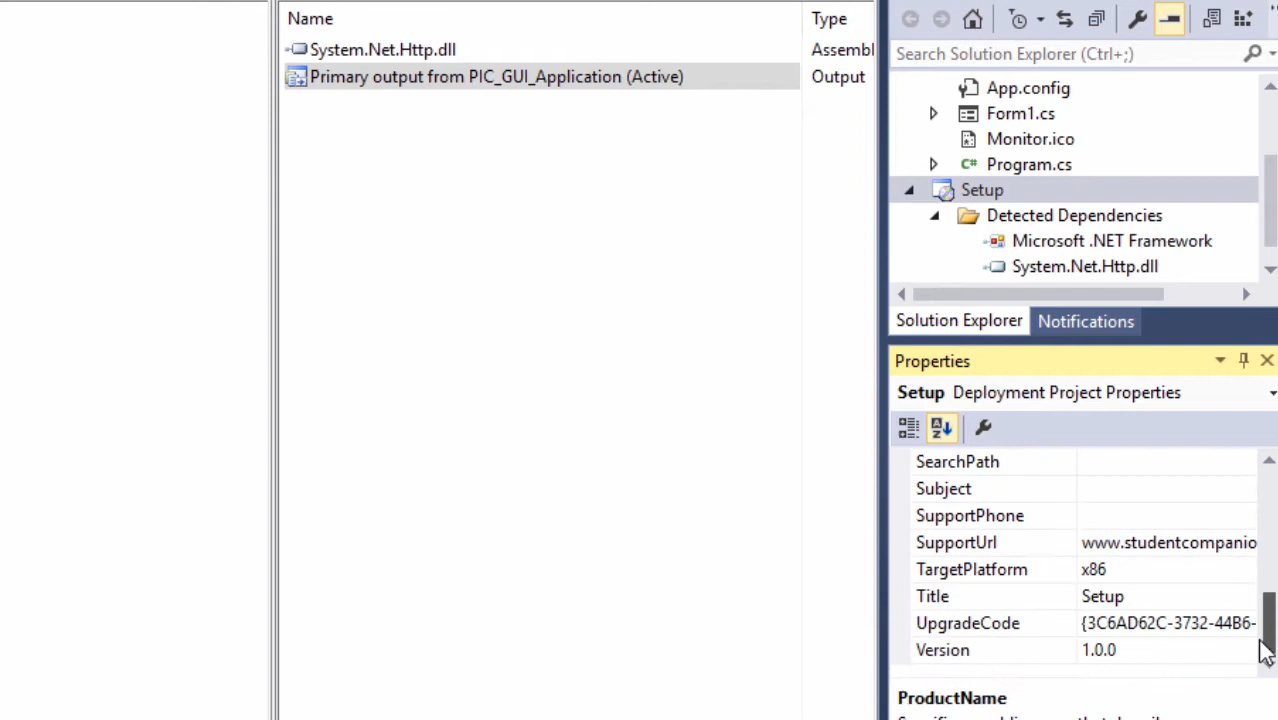 Name Type
System.Net.Http.dll Assembl
Primary output from PIC_GUI_Application (Active) Output
Search Solution Explorer (Ctrl+;)
App.config
Form1.cs
Monitor.ico
C# Program.cs
Setup
Detected Dependencies
Microsoft .NET Framework
System.Net.Http.dll
Solution Explorer Notifications
Properties
Setup Deployment Project Properties
SearchPath
Subject
SupportPhone
SupportUrl www.studentcompanio
TargetPlatform x86
Title Setup
UpgradeCode {3C6AD62C-3732-44B6-
Version 1.0.0
ProductName